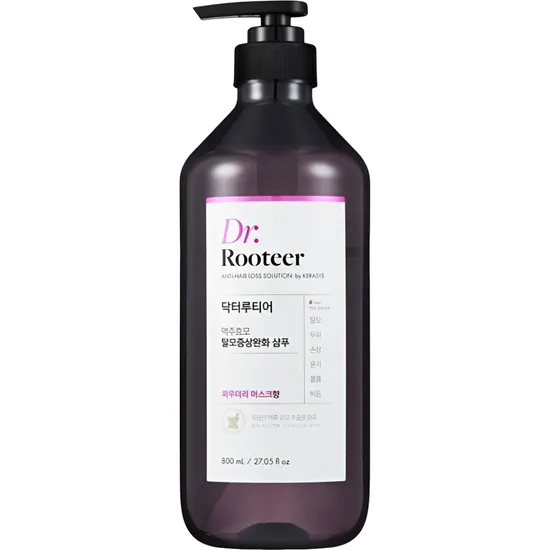 Dr.
Rooteer
ANTI-HAIR LOSS SOLUTION. by KERASYS
닥터루티어
맥주효모
탈모증상완화 샴푸
탈모
두피
손상
윤기
볼륨
비듬
파우더리 머스크향
800 mL / 27.05 fl oz